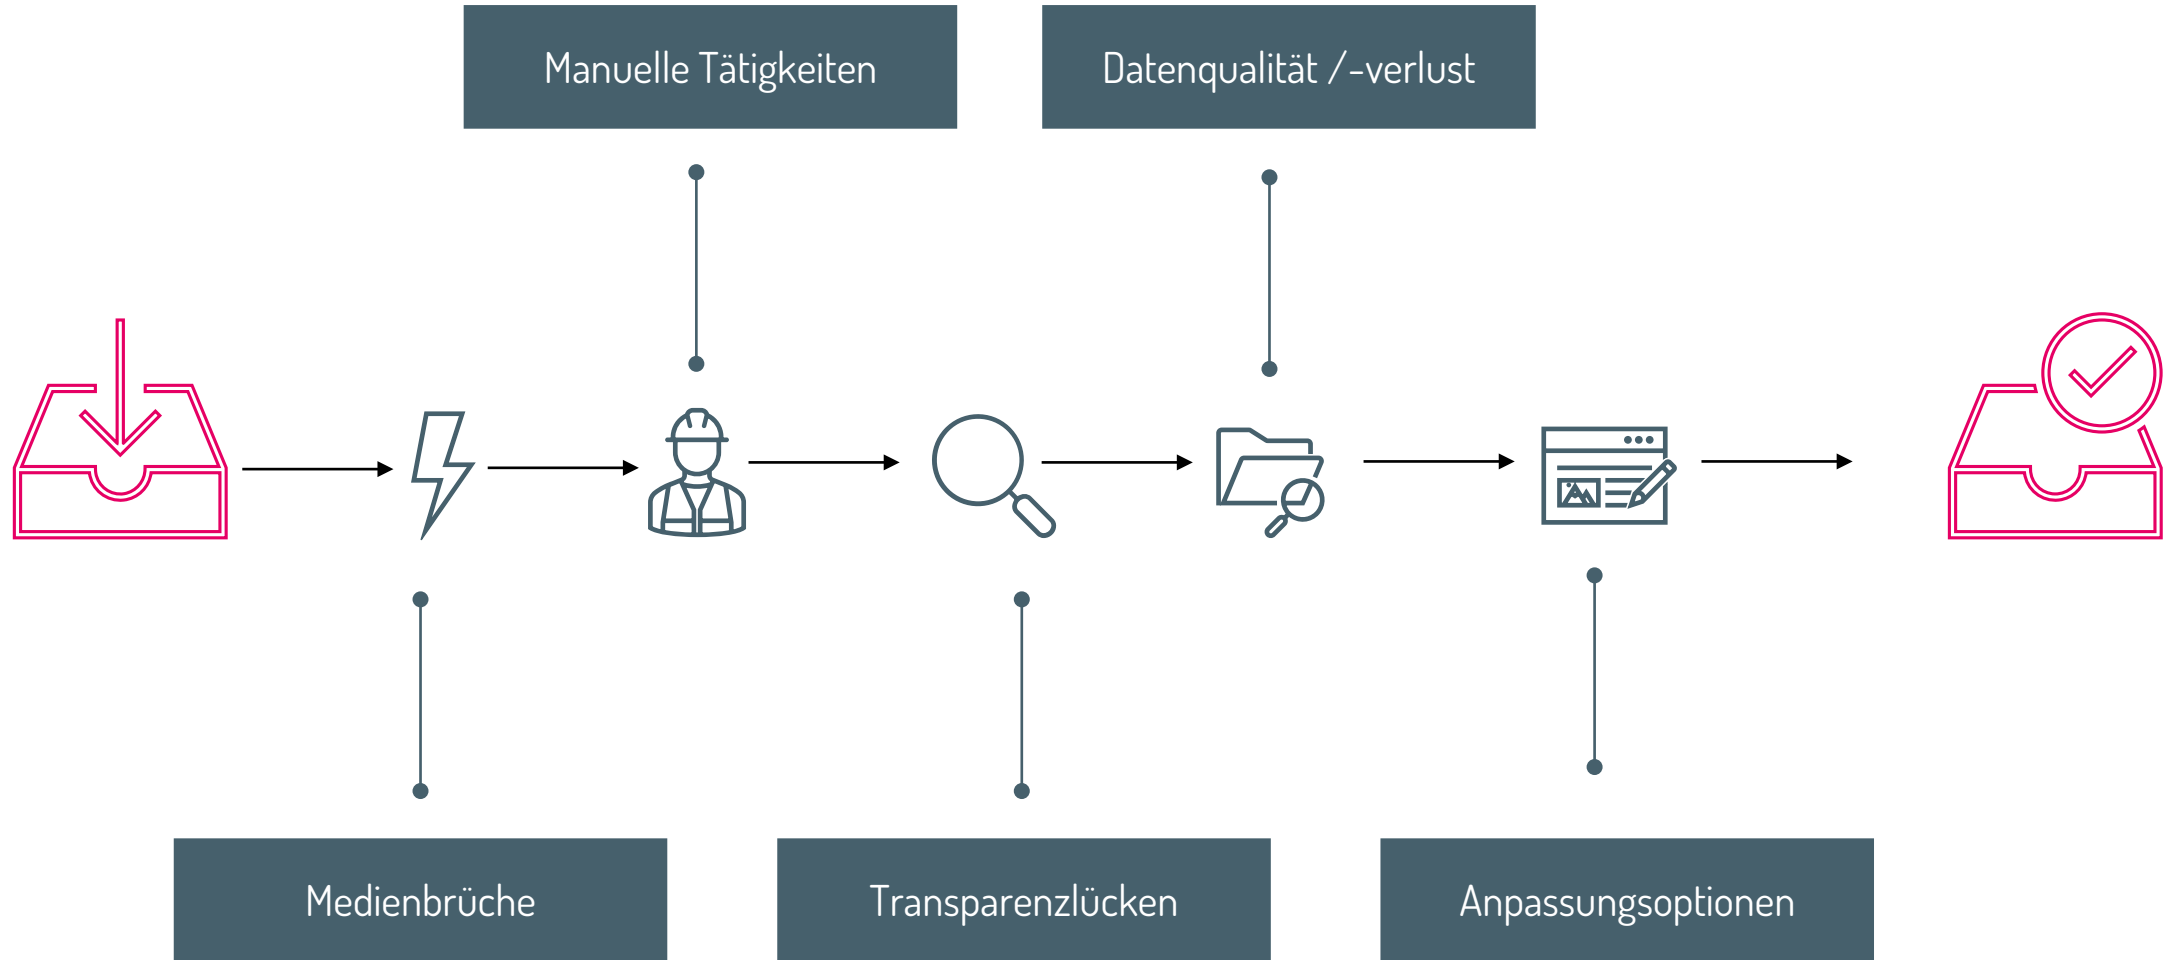 Manuelle Tätigkeiten
Datenqualität /-verlust
Medienbrüche
Transparenzlücken
Anpassungsoptionen